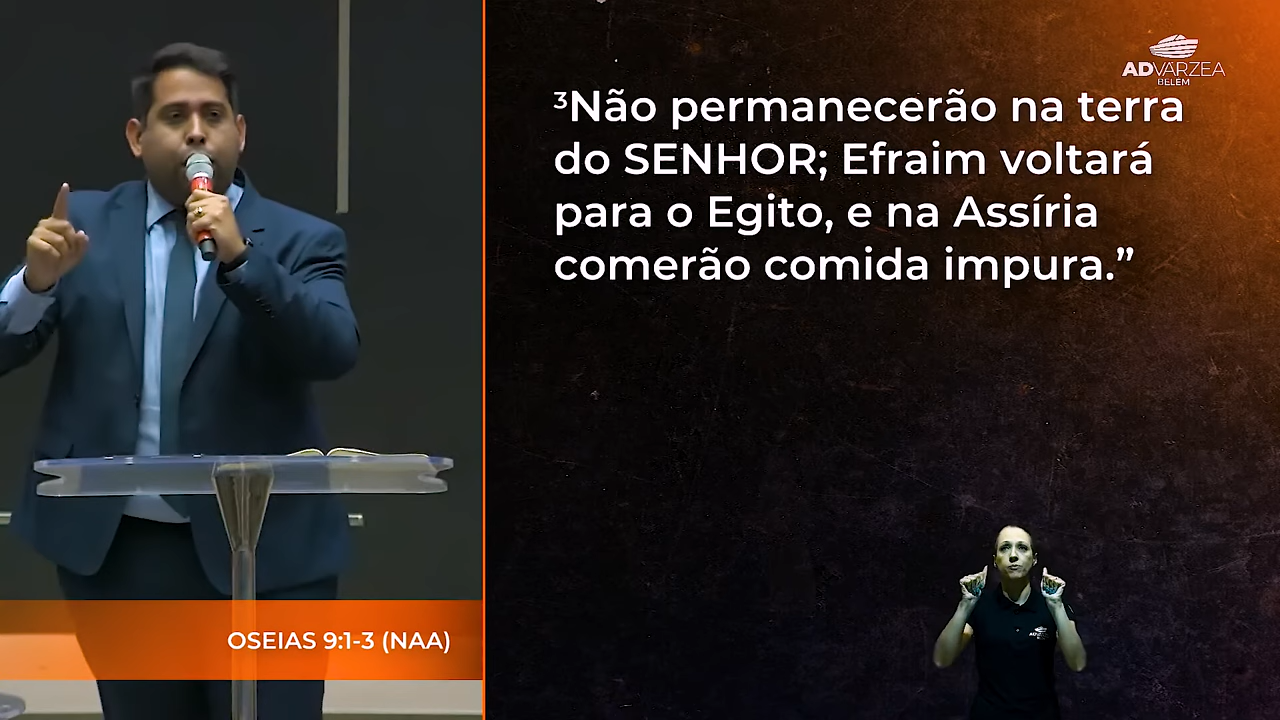 ADVÁRZEA
BELÉM
³Não permanecerão na terra
do SENHOR; Efraim voltará
para o Egito, e na Assíria
comerão comida impura.”
OSEIAS 9:1-3 (NAA)